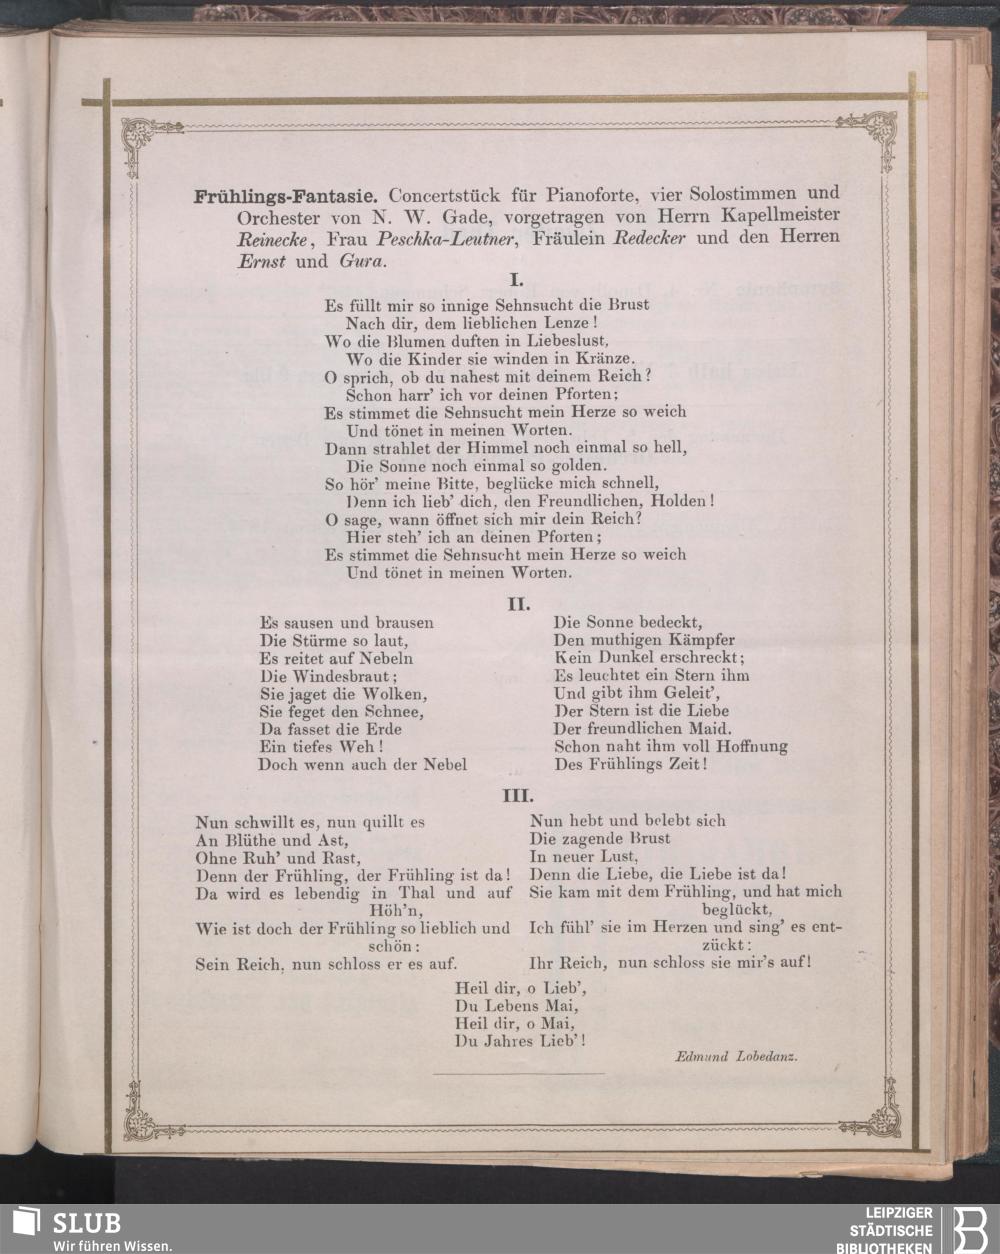 Frühlings-Fantasie. Concertstück für Pianoforte, vier Solostimmen und
Orchester von N. W. Gade, vorgetragen von Herrn Kapellmeister
Reinecke, Frau Peschka-Leutner, Fräulein Redecker und den Herren
Ernst und Gura.
I.
Es füllt mir so innige Sehnsucht die Brust
Nach dir, dem lieblichen Lenze!
Wo die Blumen duften in Liebeslust,
Wo die Kinder sie winden in Kränze.
O sprich, ob du nahest mit deinem Reich?
Schon harr' ich vor deinen Pforten;
Es stimmet die Sehnsucht mein Herze so weich
Und tönet in meinen Worten.
Dann strahlet der Himmel noch einmal so hell,
Die Sonne noch einmal so golden.
So hör' meine Bitte, beglücke mich schnell,
Denn ich lieb' dich, den Freundlichen, Holden!
O sage, wann öffnet sich mir dein Reich?
Hier steh' ich an deinen Pforten;
Es stimmet die Sehnsucht mein Herze so weich
Und tönet in meinen Worten.
II.
Es sausen und brausen
Die Stürme so laut,
Es reitet auf Nebeln
Die Windesbraut;
Sie jaget die Wolken,
Sie feget den Schnee,
Da fasset die Erde
Ein tiefes Weh!
Doch wenn auch der Nebel
Die Sonne bedeckt,
Den muthigen Kämpfer
Kein Dunkel erschreckt;
Es leuchtet ein Stern ihm
Und gibt ihm Geleit',
Der Stern ist die Liebe
Der freundlichen Maid.
Schon naht ihm voll Hoffnung
Des Frühlings Zeit!
III.
Nun schwillt es, nun quillt es
An Blüthe und Ast,
Ohne Ruh' und Rast,
Denn der Frühling, der Frühling ist da!
Da wird es lebendig in Thal und auf
Höh'n,
Wie ist doch der Frühling so lieblich und
schön:
Sein Reich, nun schloss er es auf.
Nun hebt und belebt sich
Die zagende Brust
In neuer Lust,
Denn die Liebe, die Liebe ist da!
Sie kam mit dem Frühling, und hat mich
beglückt,
Ich fühl' sie im Herzen und sing' es ent-
zückt:
Ihr Reich, nun schloss sie mir's auf!
Heil dir, o Lieb',
Du Lebens Mai,
Heil dir, o Mai,
Du Jahres Lieb'!
Edmund Lobedanz.
SLUB
Wir führen Wissen.
LEIPZIGER
STÄDTISCHE
BIBLIOTHEKEN